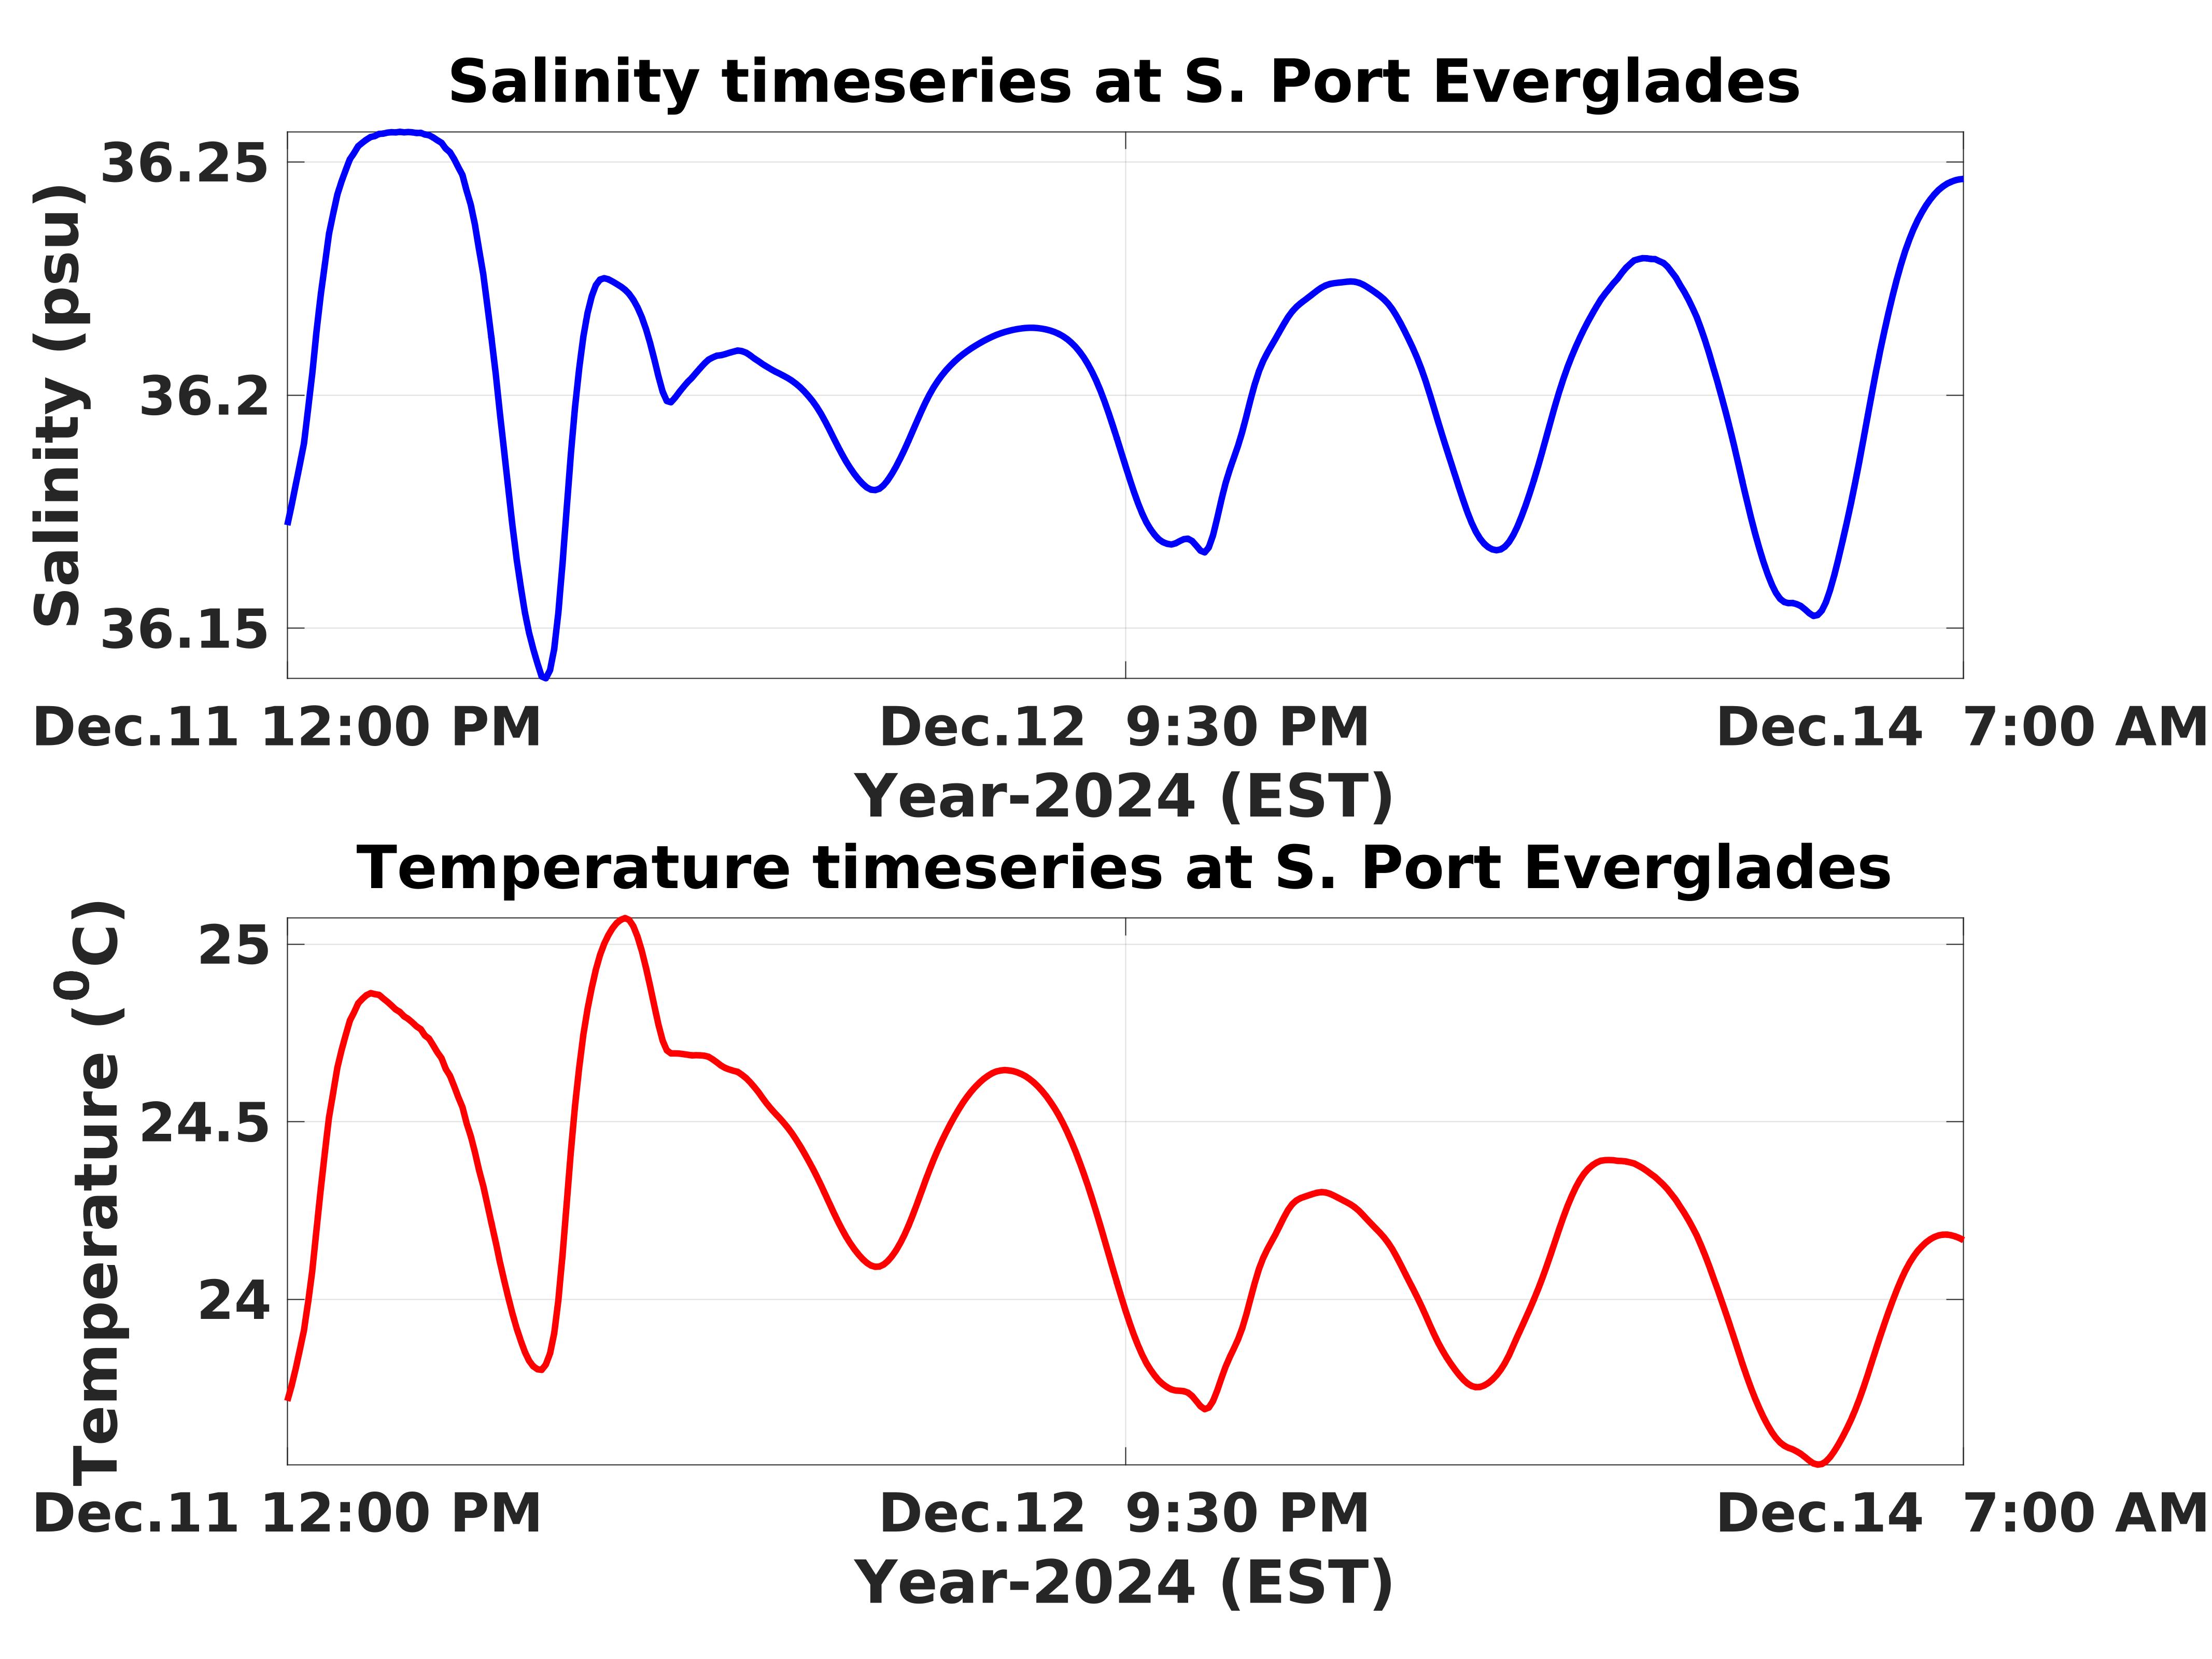 Salinity timeseries at S. Port Everglades
Salinity (psu)
36.25
36.2
36.15
Dec.11 12:00 PM Dec.12 9:30 PM Dec.14 7:00 AM
Year-2024 (EST)
Temperature timeseries at S. Port Everglades
Temperature (⁰C)
25
24.5
24
Dec.11 12:00 PM Dec.12 9:30 PM Dec.14 7:00 AM
Year-2024 (EST)